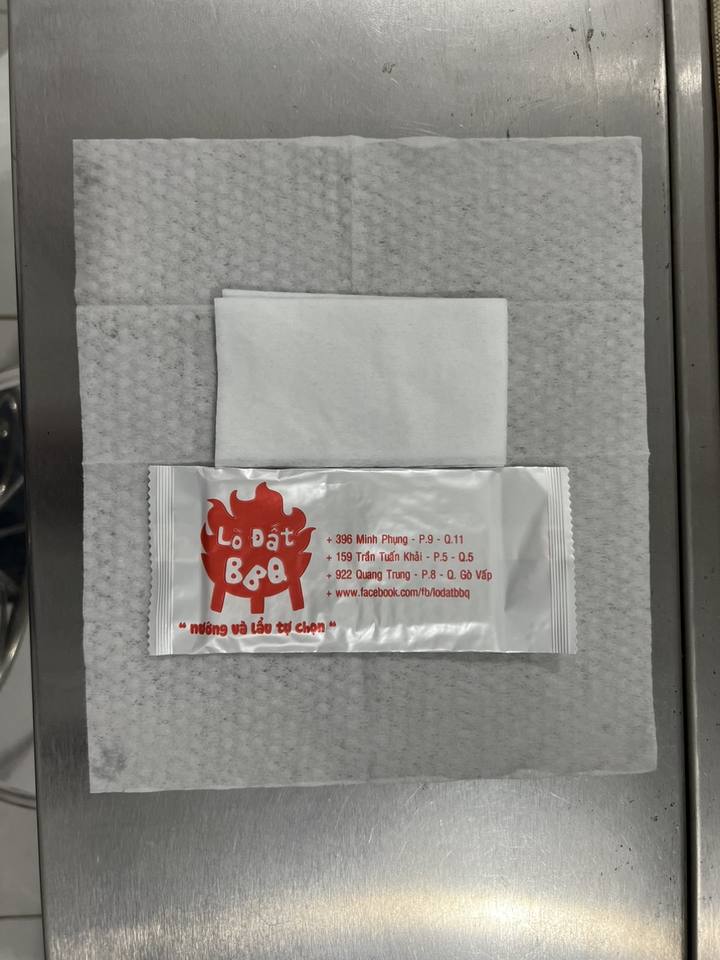 Lò Đất
BBQ
“ nướng và lẩu tự chọn “
+ 396 Minh Phụng - P.9 - Q.11
+ 159 Trần Tuấn Khải - P.5 - Q.5
+ 922 Quang Trung - P.8 - Q. Gò Vấp
+ www.facebook.com/fb/lodatbbq